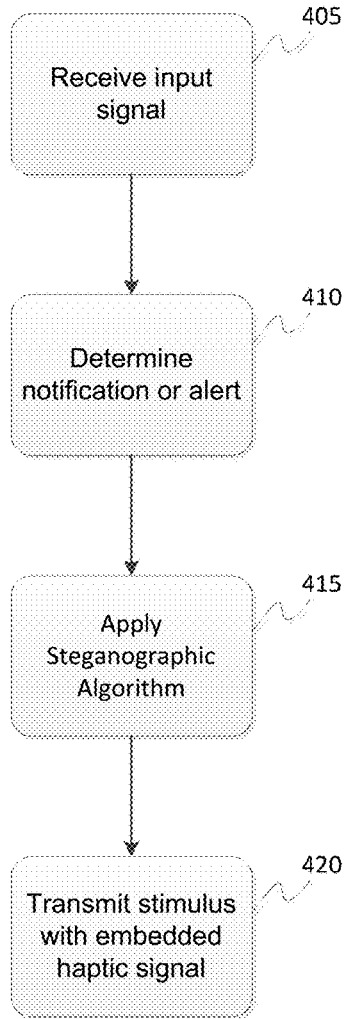 405
Receive input
signal
410
Determine
notification or alert
415
Apply
Steganographic
Algorithm
420
Transmit stimulus
with embedded
haptic signal